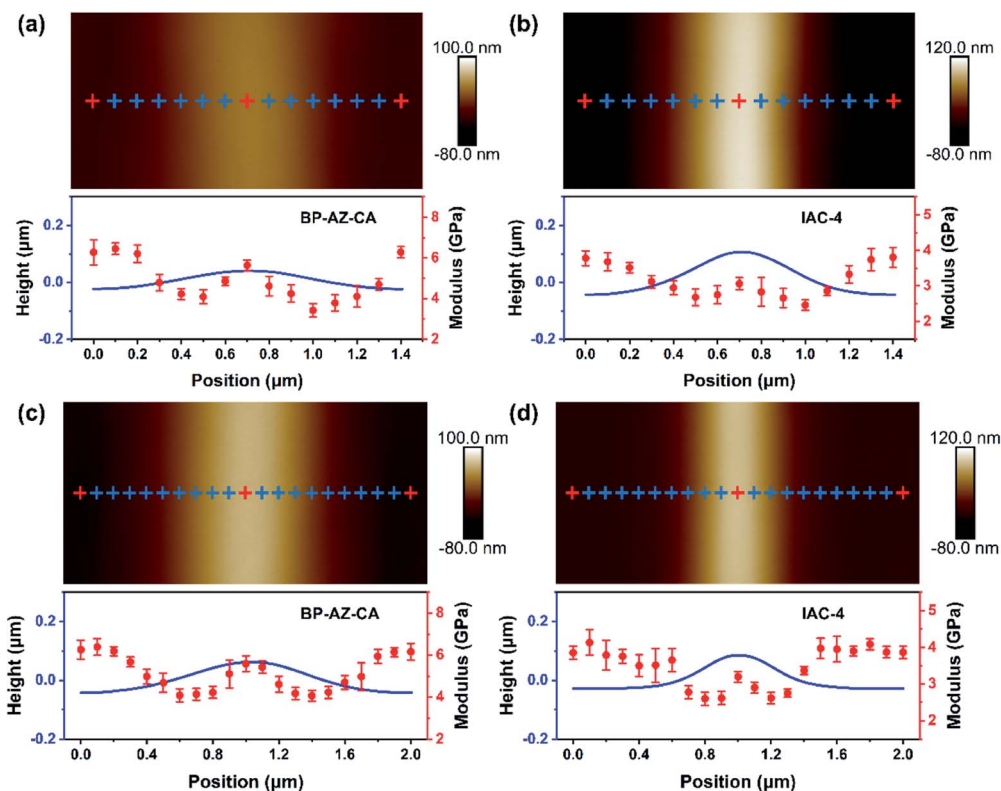 (a)
100.0 nm
-80.0 nm
BP-AZ-CA
Height (µm)
0.2
0.0
-0.2
Modulus (GPa)
8
6
4
2
0.0 0.2 0.4 0.6 0.8 1.0 1.2 1.4
Position (µm)
(b)
120.0 nm
-80.0 nm
IAC-4
Height (µm)
0.2
0.0
-0.2
Modulus (GPa)
5
4
3
2
0.0 0.2 0.4 0.6 0.8 1.0 1.2 1.4
Position (µm)
(c)
100.0 nm
-80.0 nm
BP-AZ-CA
Height (µm)
0.2
0.0
-0.2
Modulus (GPa)
8
6
4
2
0.0 0.4 0.8 1.2 1.6 2.0
Position (µm)
(d)
120.0 nm
-80.0 nm
IAC-4
Height (µm)
0.2
0.0
-0.2
Modulus (GPa)
5
4
3
2
0.0 0.4 0.8 1.2 1.6 2.0
Position (µm)